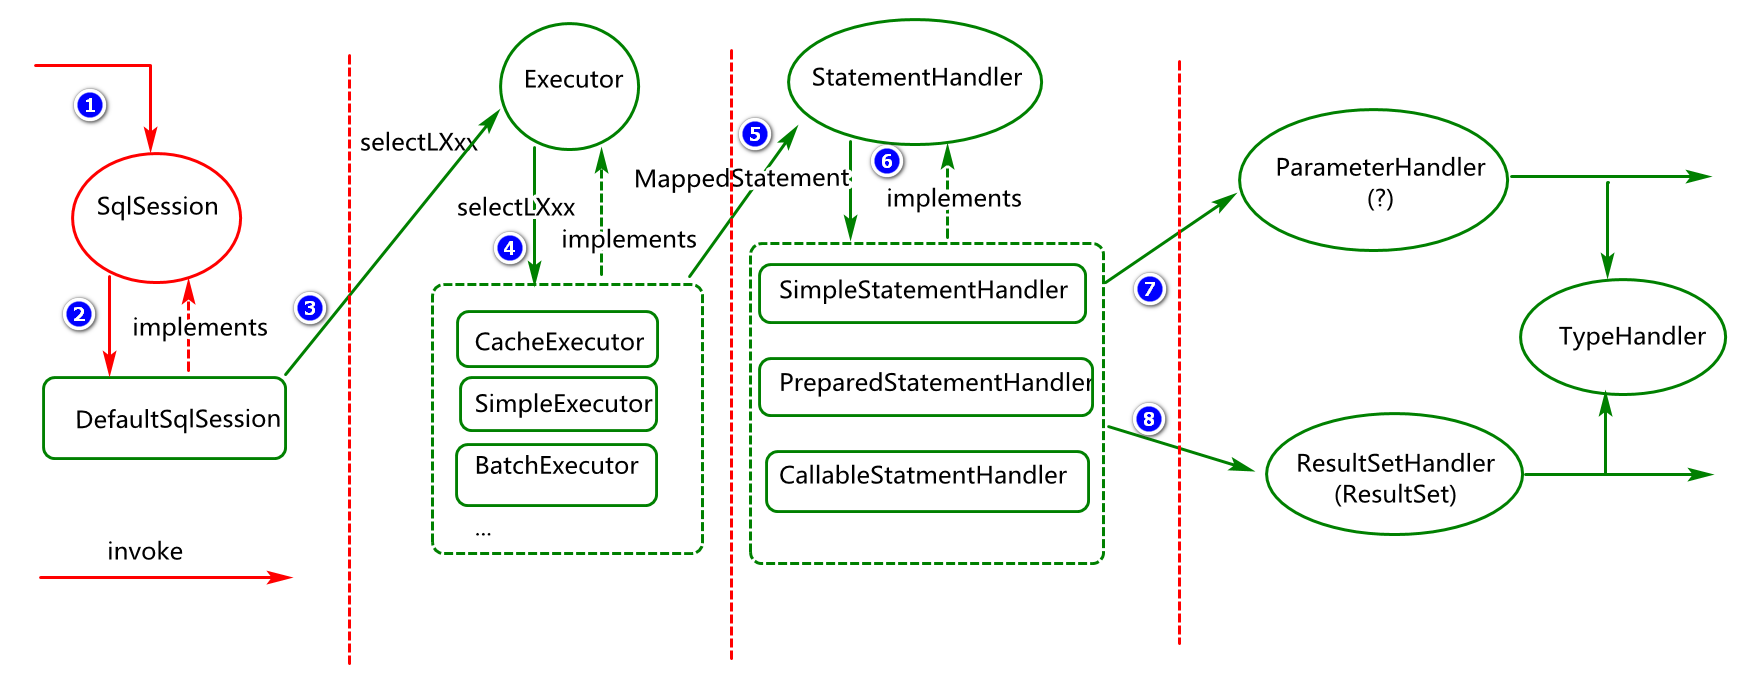 1
SqlSession
2
implements
DefaultSqlSession
invoke
3
selectLXxx
Executor
selectLXxx
4
implements
CacheExecutor
SimpleExecutor
BatchExecutor
...
5
MappedStatement
StatementHandler
6
implements
SimpleStatementHandler
PreparedStatementHandler
CallableStatmentHandler
7
8
ParameterHandler
(?)
TypeHandler
ResultSetHandler
(ResultSet)